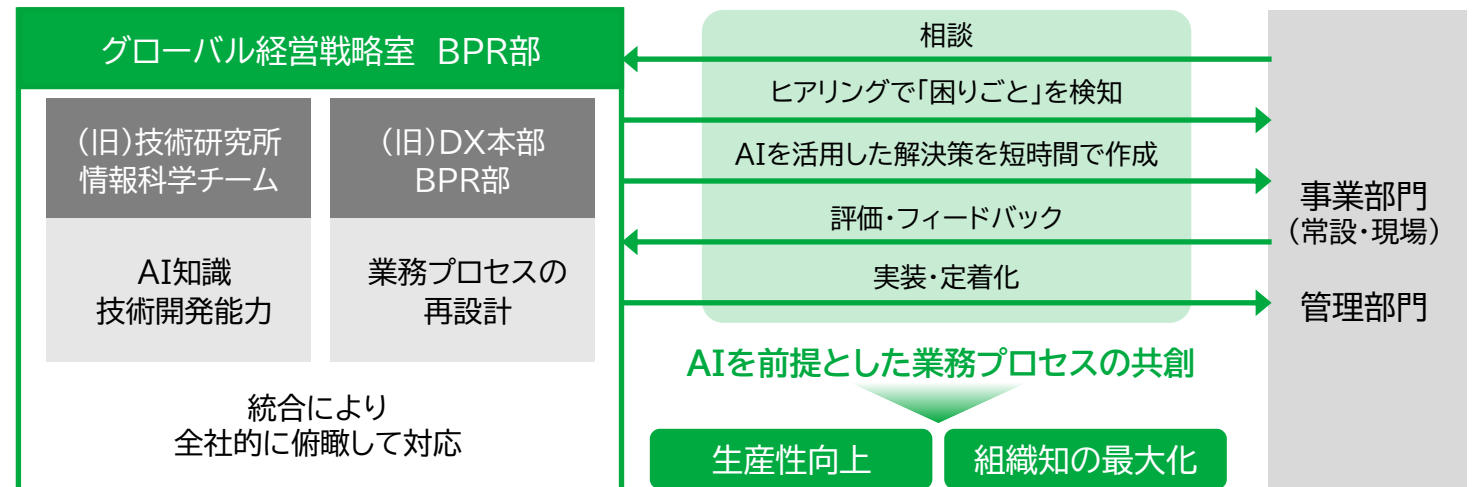 グローバル経営戦略室 BPR部
(旧)技術研究所
情報科学チーム
(旧)DX本部
BPR部
AI知識
技術開発能力
業務プロセスの
再設計
統合により
全社的に俯瞰して対応
相談
ヒアリングで「困りごと」を検知
AIを活用した解決策を短時間で作成
評価・フィードバック
実装・定着化
AIを前提とした業務プロセスの共創
生産性向上
組織知の最大化
事業部門
(常設・現場)
管理部門